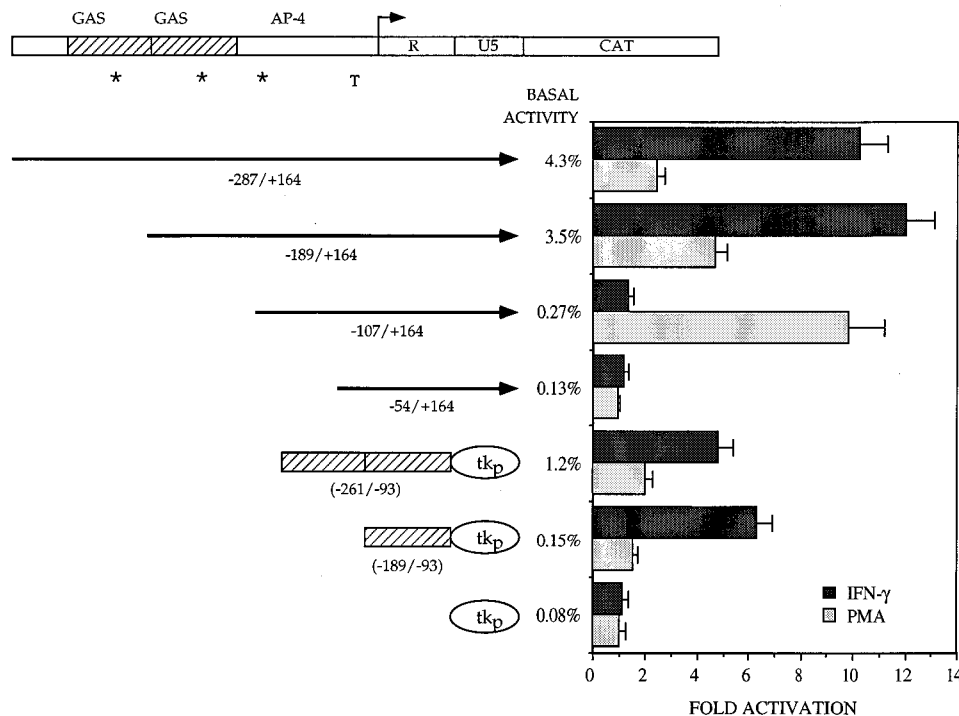 GAS GAS AP-4
R U5 CAT
* * * T
BASAL
ACTIVITY
4.3%
-287/+164
3.5%
-189/+164
0.27%
-107/+164
0.13%
-54/+164
tkp 1.2%
(-261/-93)
tkp 0.15%
(-189/-93)
tkp 0.08%
IFN-γ
PMA
0 2 4 6 8 10 12 14
FOLD ACTIVATION